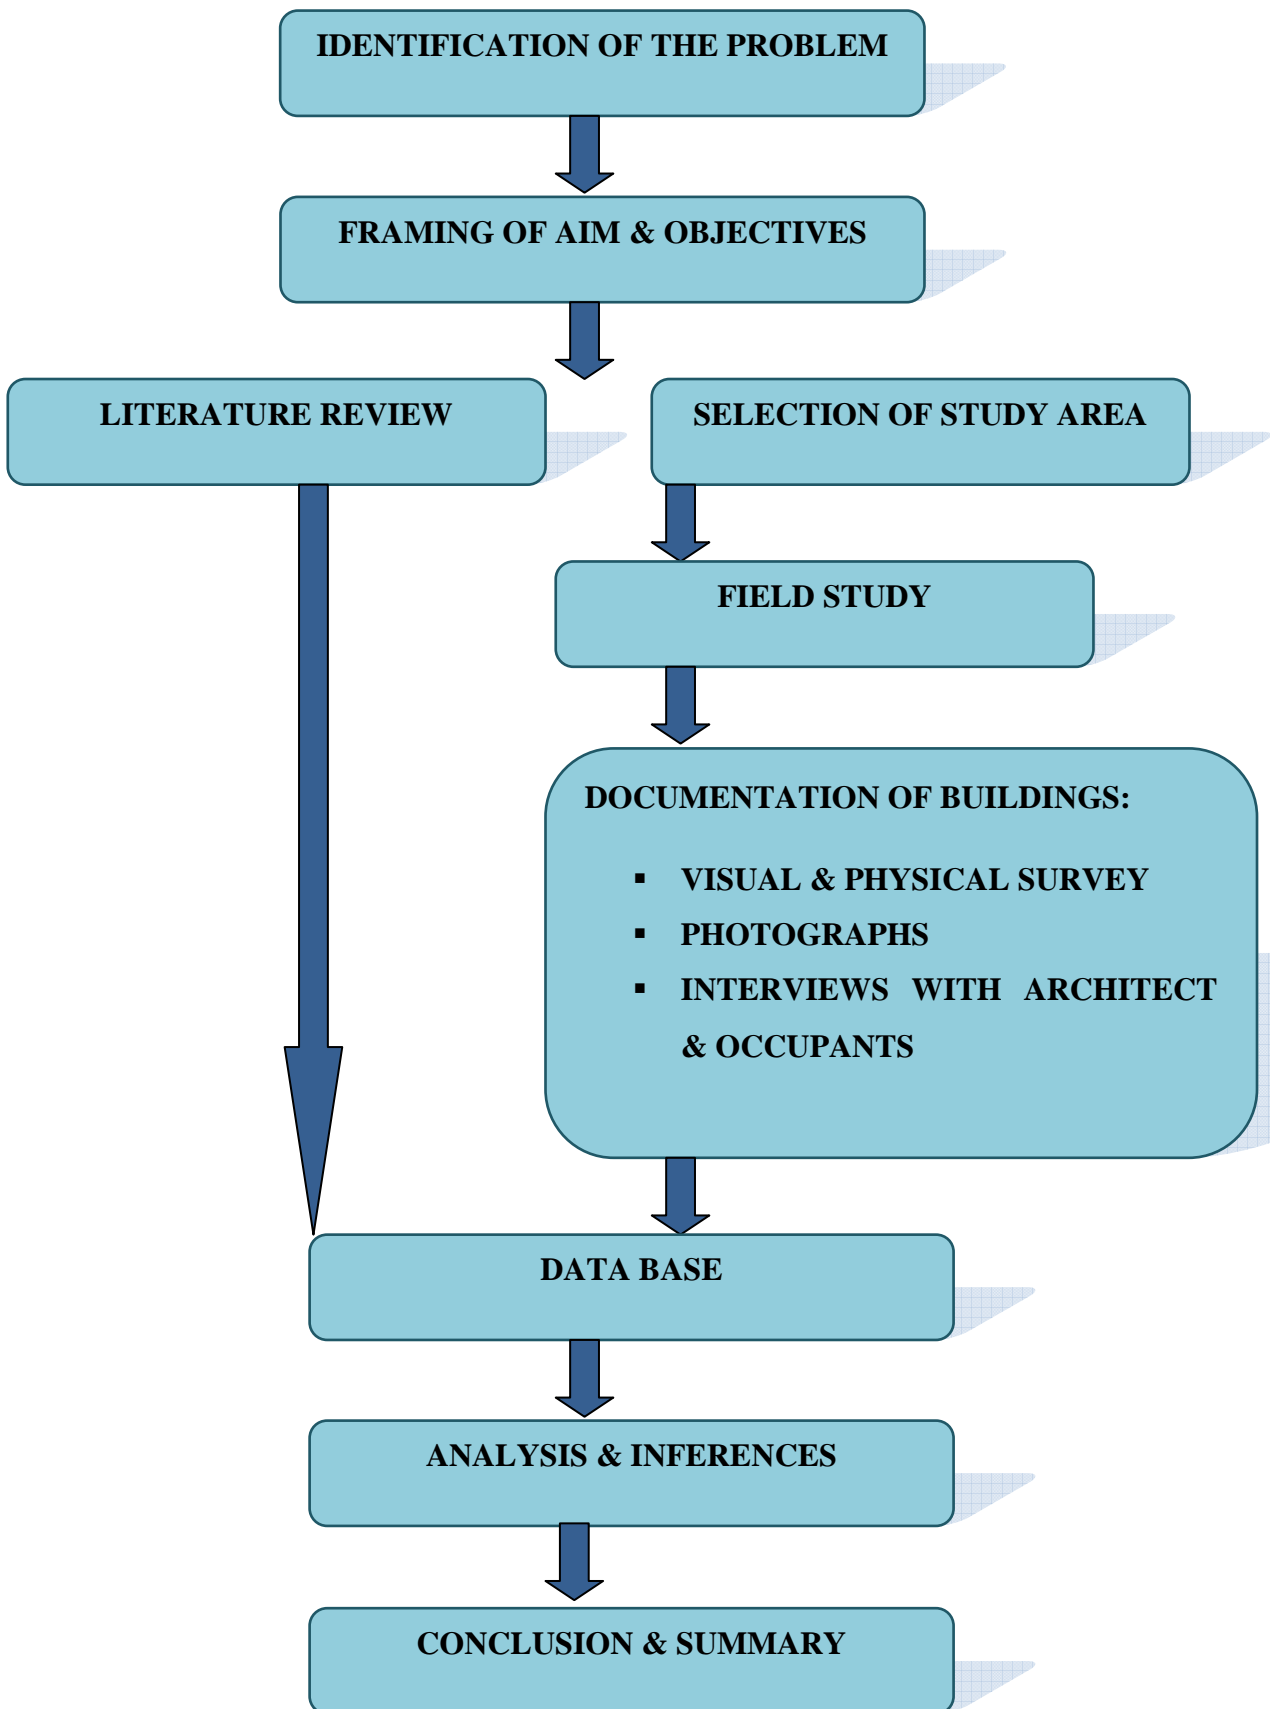 IDENTIFICATION OF THE PROBLEM
FRAMING OF AIM & OBJECTIVES
LITERATURE REVIEW
SELECTION OF STUDY AREA
FIELD STUDY
DOCUMENTATION OF BUILDINGS:
▪ VISUAL & PHYSICAL SURVEY
▪ PHOTOGRAPHS
▪ INTERVIEWS WITH ARCHITECT
& OCCUPANTS
DATA BASE
ANALYSIS & INFERENCES
CONCLUSION & SUMMARY